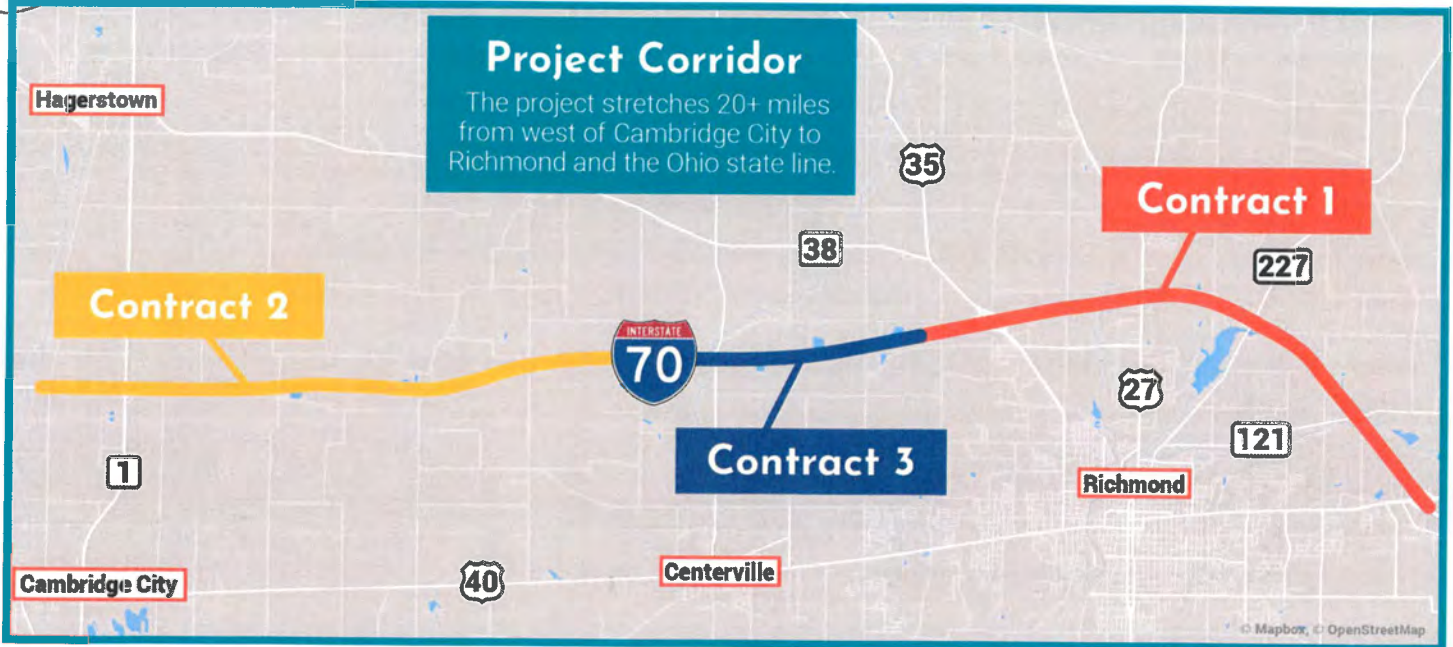 Project Corridor
The project stretches 20+ miles
from west of Cambridge City to
Richmond and the Ohio state line.
Hagerstown
35
Contract 1
38
227
Contract 2
INTERSTATE
70
27
121
Contract 3
1
Richmond
Cambridge City
40
Centerville
© Mapbox, © OpenStreetMap